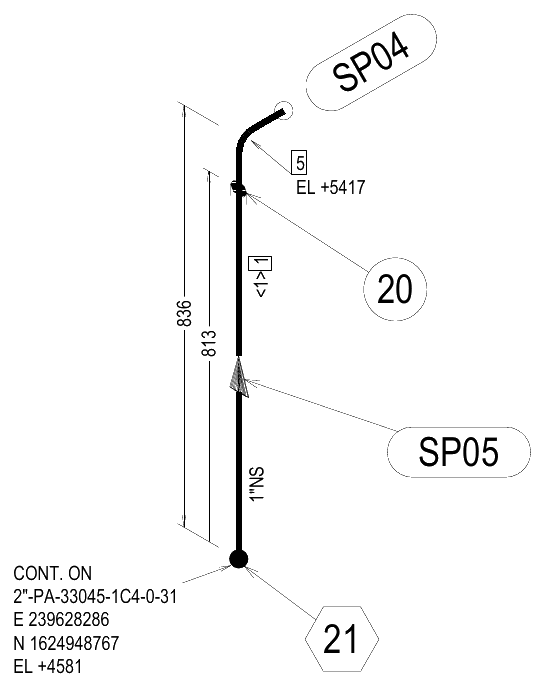 SP04
5
EL +5417
20
<1> 1
836
813
SP05
1"NS
CONT. ON
2"-PA-33045-1C4-0-31
E 239628286
N 1624948767
EL +4581
21